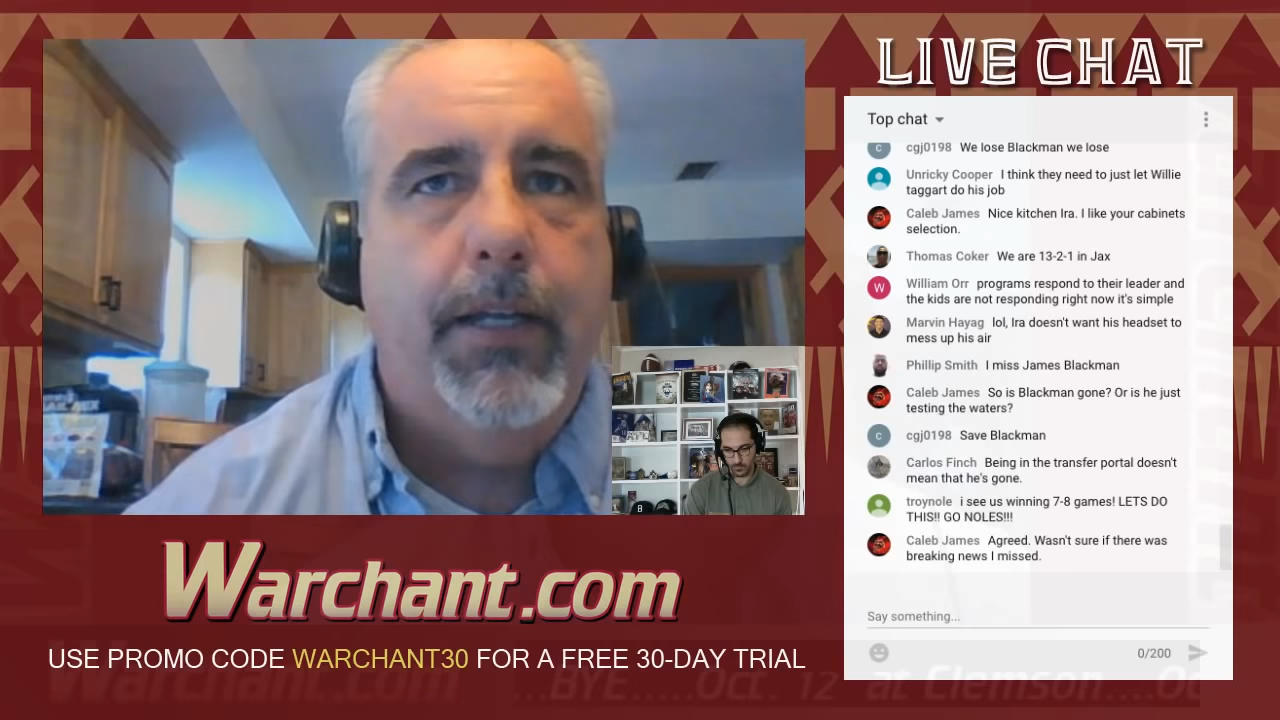 LIVE CHAT
Top chat
c
cgj0198 We lose Blackman we lose
Unricky Cooper I think they need to just let Willie
taggart do his job
Caleb James Nice kitchen Ira. I like your cabinets
selection.
Thomas Coker We are 13-2-1 in Jax
W
William Orr programs respond to their leader and
the kids are not responding right now it's simple
Marvin Hayag lol, Ira doesn't want his headset to
mess up his air
Phillip Smith I miss James Blackman
Caleb James So is Blackman gone? Or is he just
testing the waters?
c
cgj0198 Save Blackman
Carlos Finch Being in the transfer portal doesn't
mean that he's gone.
troynole i see us winning 7-8 games! LETS DO
THIS!! GO NOLES!!!
Caleb James Agreed. Wasn't sure if there was
breaking news I missed.
Say something...
0/200
Warchant.com
USE PROMO CODE WARCHANT30 FOR A FREE 30-DAY TRIAL
Warchant.com ...BYE.....Oct. 12 at Clemson....Oc